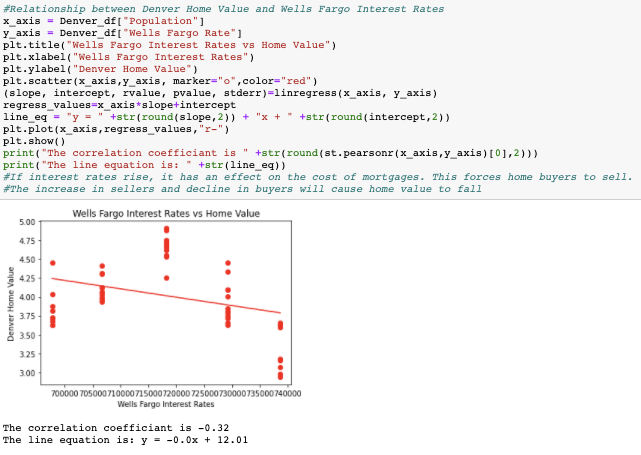 #Relationship between Denver Home Value and Wells Fargo Interest Rates
x_axis = Denver_df["Population"]
y_axis = Denver_df["Wells Fargo Rate"]
plt.title("Wells Fargo Interest Rates vs Home Value")
plt.xlabel("Wells Fargo Interest Rates")
plt.ylabel("Denver Home Value")
plt.scatter(x_axis,y_axis, marker="o",color="red")
(slope, intercept, rvalue, pvalue, stderr)=linregress(x_axis, y_axis)
regress_values=x_axis*slope+intercept
line_eq = "y = " +str(round(slope,2)) + "x + " +str(round(intercept,2))
plt.plot(x_axis,regress_values,"r-")
plt.show()
print("The correlation coefficiant is " +str(round(st.pearsonr(x_axis,y_axis)[0],2)))
print("The line equation is: " +str(line_eq))
#If interest rates rise, it has an effect on the cost of mortgages. This forces home buyers to sell.
#The increase in sellers and decline in buyers will cause home value to fall
Wells Fargo Interest Rates vs Home Value
5.00
4.75
4.50
4.25
4.00
3.75
3.50
3.25
3.00
Denver Home Value
700000 705000 710000 715000 720000 725000 730000 735000 740000
Wells Fargo Interest Rates
The correlation coefficiant is -0.32
The line equation is: y = -0.0x + 12.01